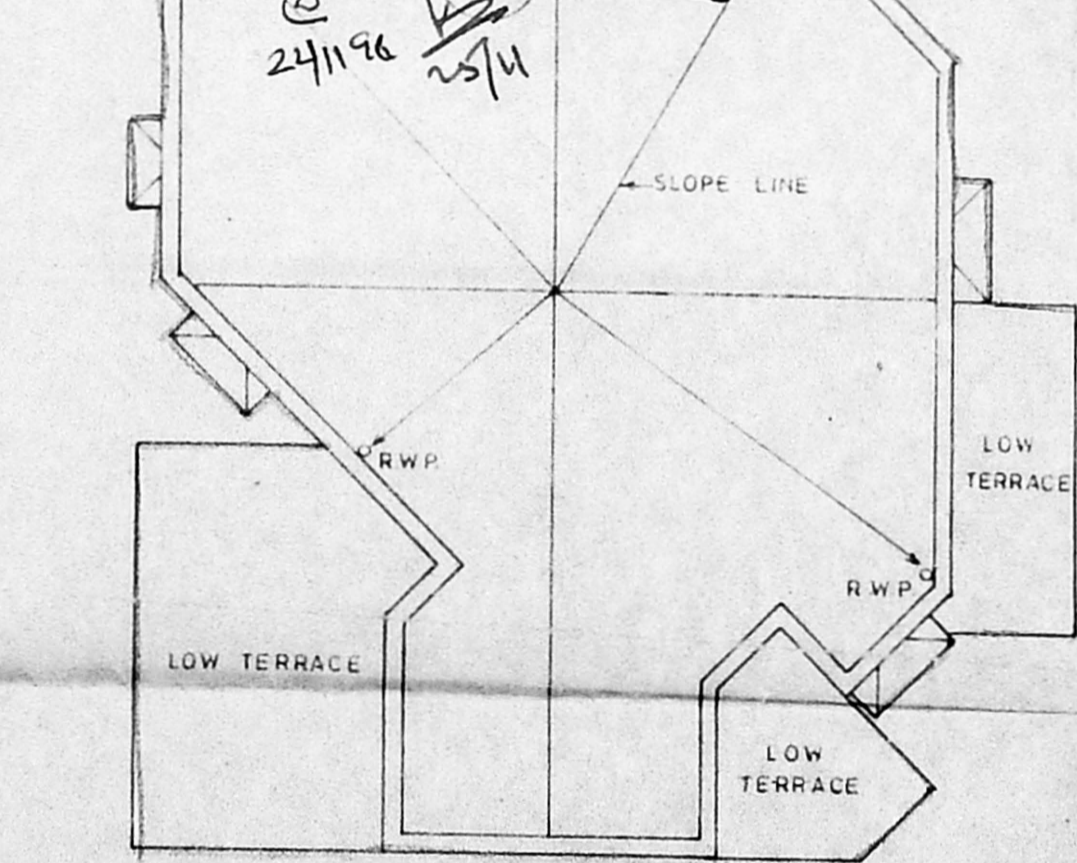 24/11/96
25/11
SLOPE LINE
R.W.P.
LOW
TERRACE
R.W.P.
LOW TERRACE
LOW
TERRACE